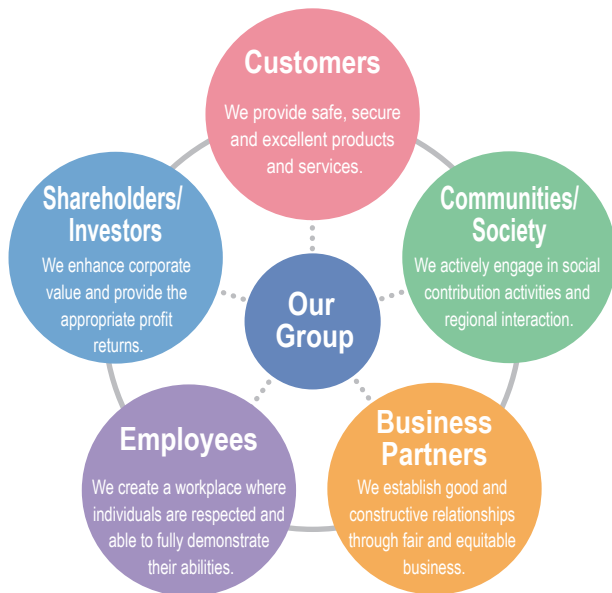 Customers
We provide safe, secure
and excellent products
and services.
Shareholders/
Investors
We enhance corporate
value and provide the
appropriate profit
returns.
Communities/
Society
We actively engage in social
contribution activities and
regional interaction.
Our
Group
Employees
We create a workplace where
individuals are respected and
able to fully demonstrate
their abilities.
Business
Partners
We establish good and
constructive relationships
through fair and equitable
business.